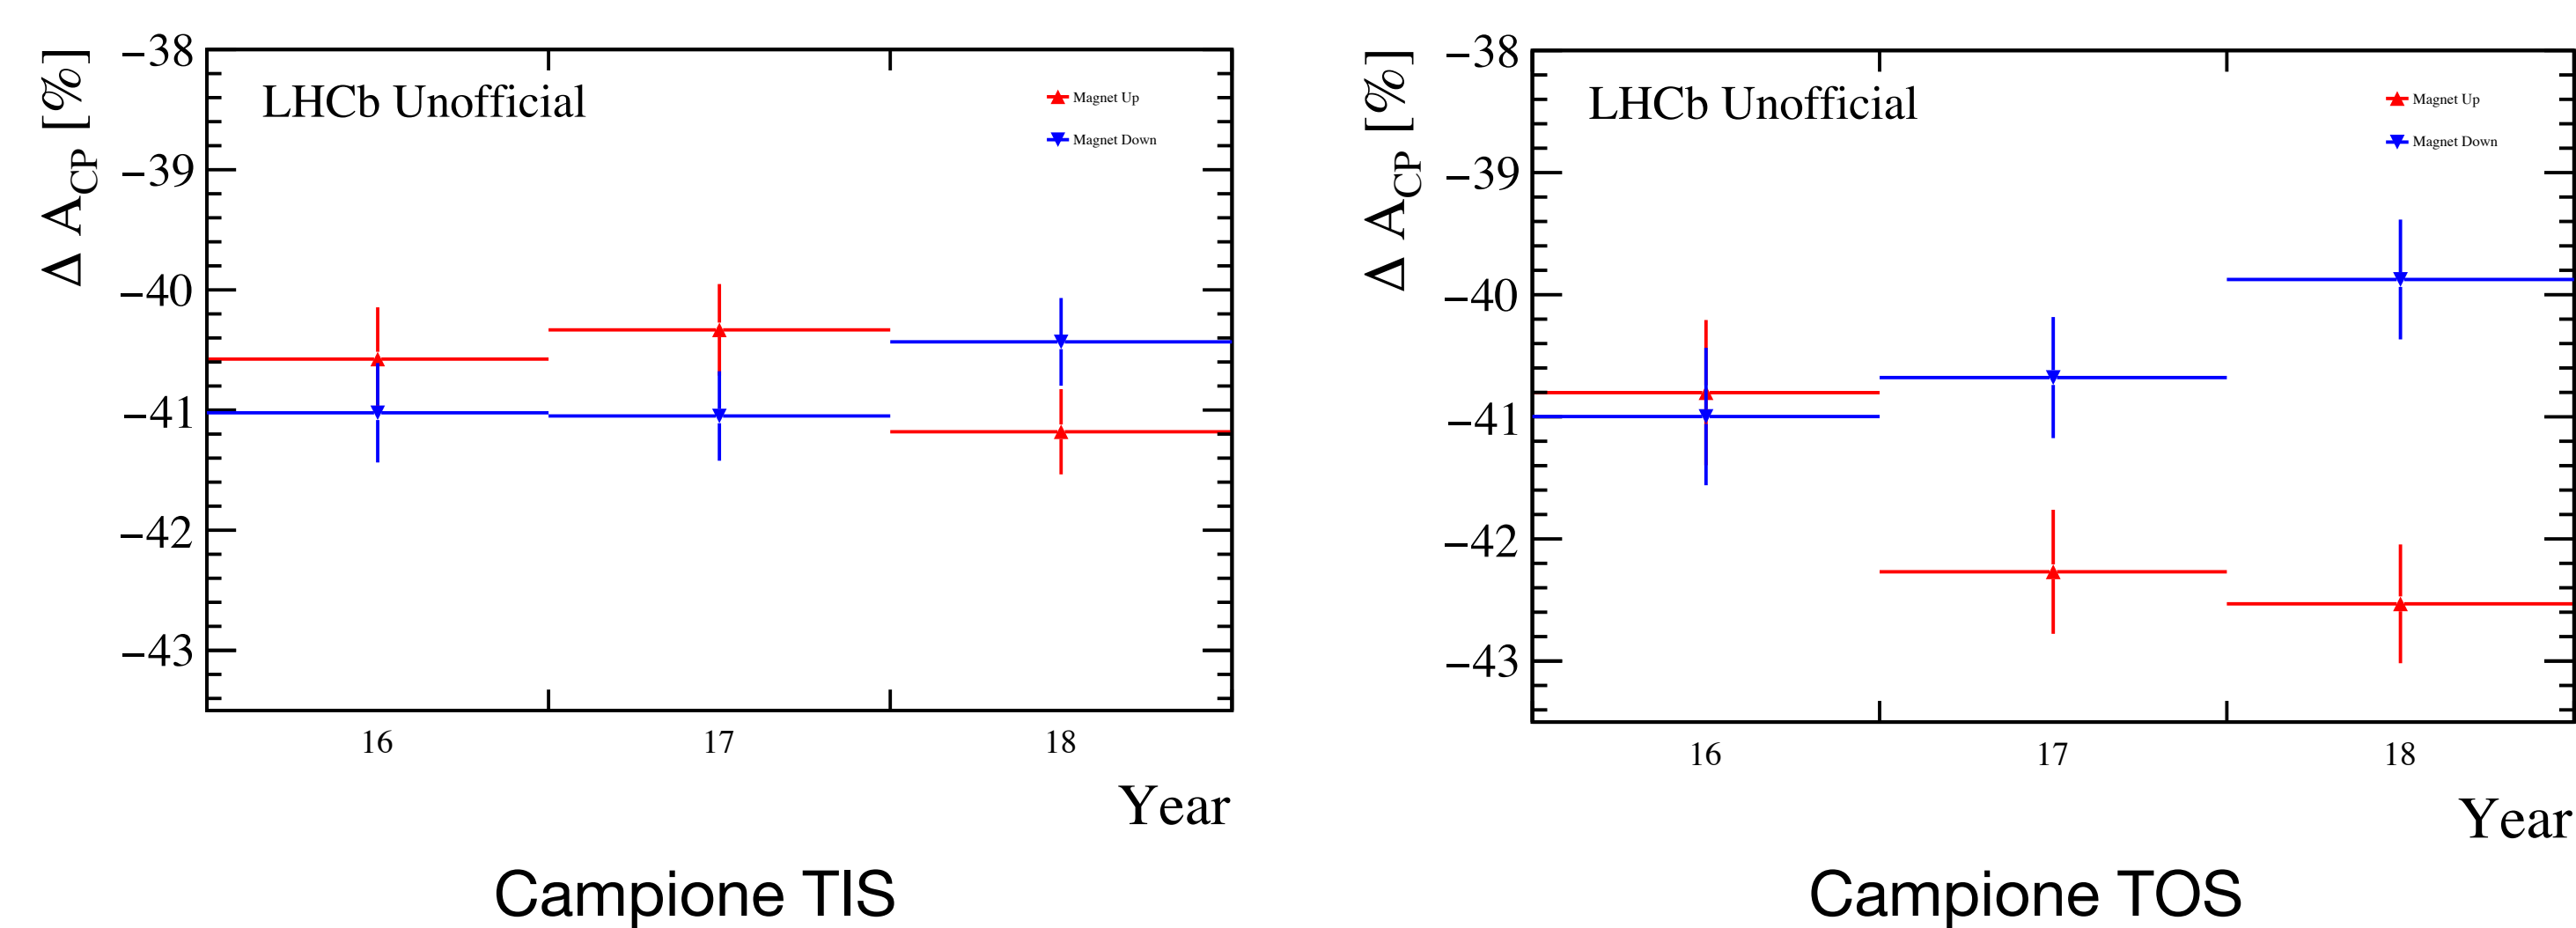 Δ A_CP [%]
−38
−39
−40
−41
−42
−43
LHCb Unofficial
Magnet Up
Magnet Down
16 17 18
Year
Campione TIS
Δ A_CP [%]
−38
−39
−40
−41
−42
−43
LHCb Unofficial
Magnet Up
Magnet Down
16 17 18
Year
Campione TOS